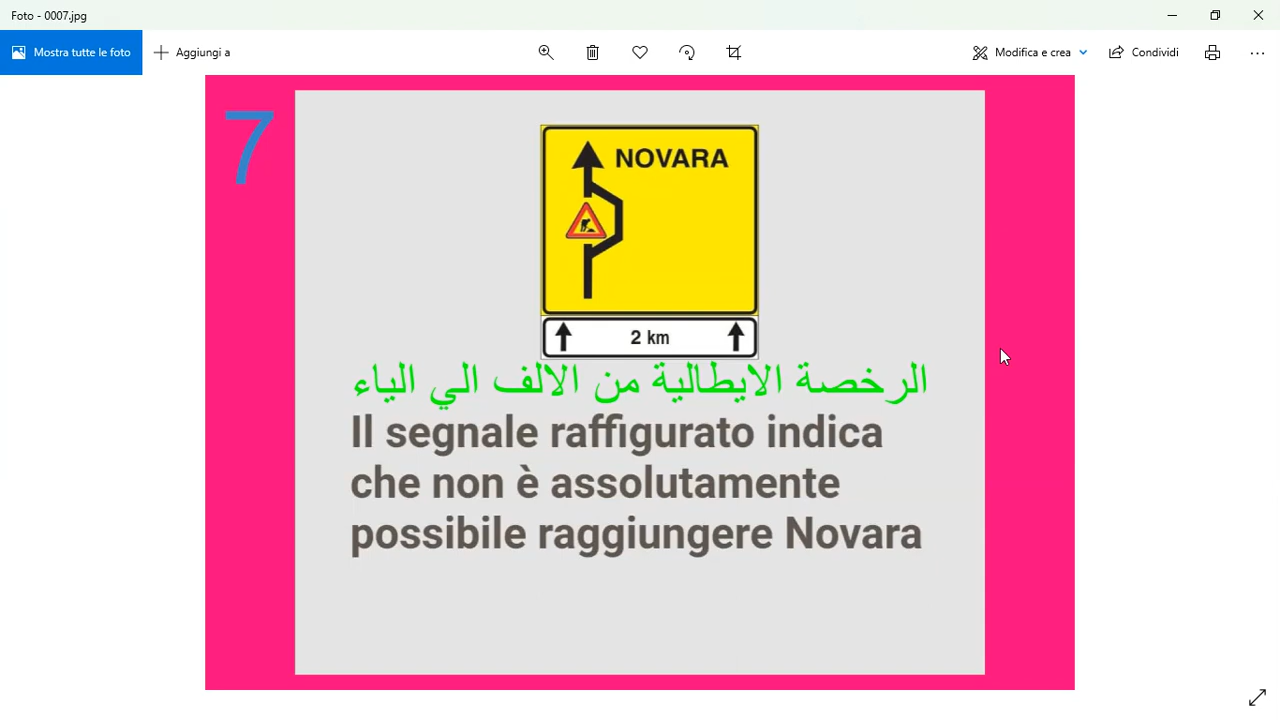 Foto - 0007.jpg
Mostra tutte le foto
Aggiungi a
Modifica e crea
Condividi
7
NOVARA
2 km
الرخصة الايطالية من الالف الي الياء
Il segnale raffigurato indica
che non è assolutamente
possibile raggiungere Novara